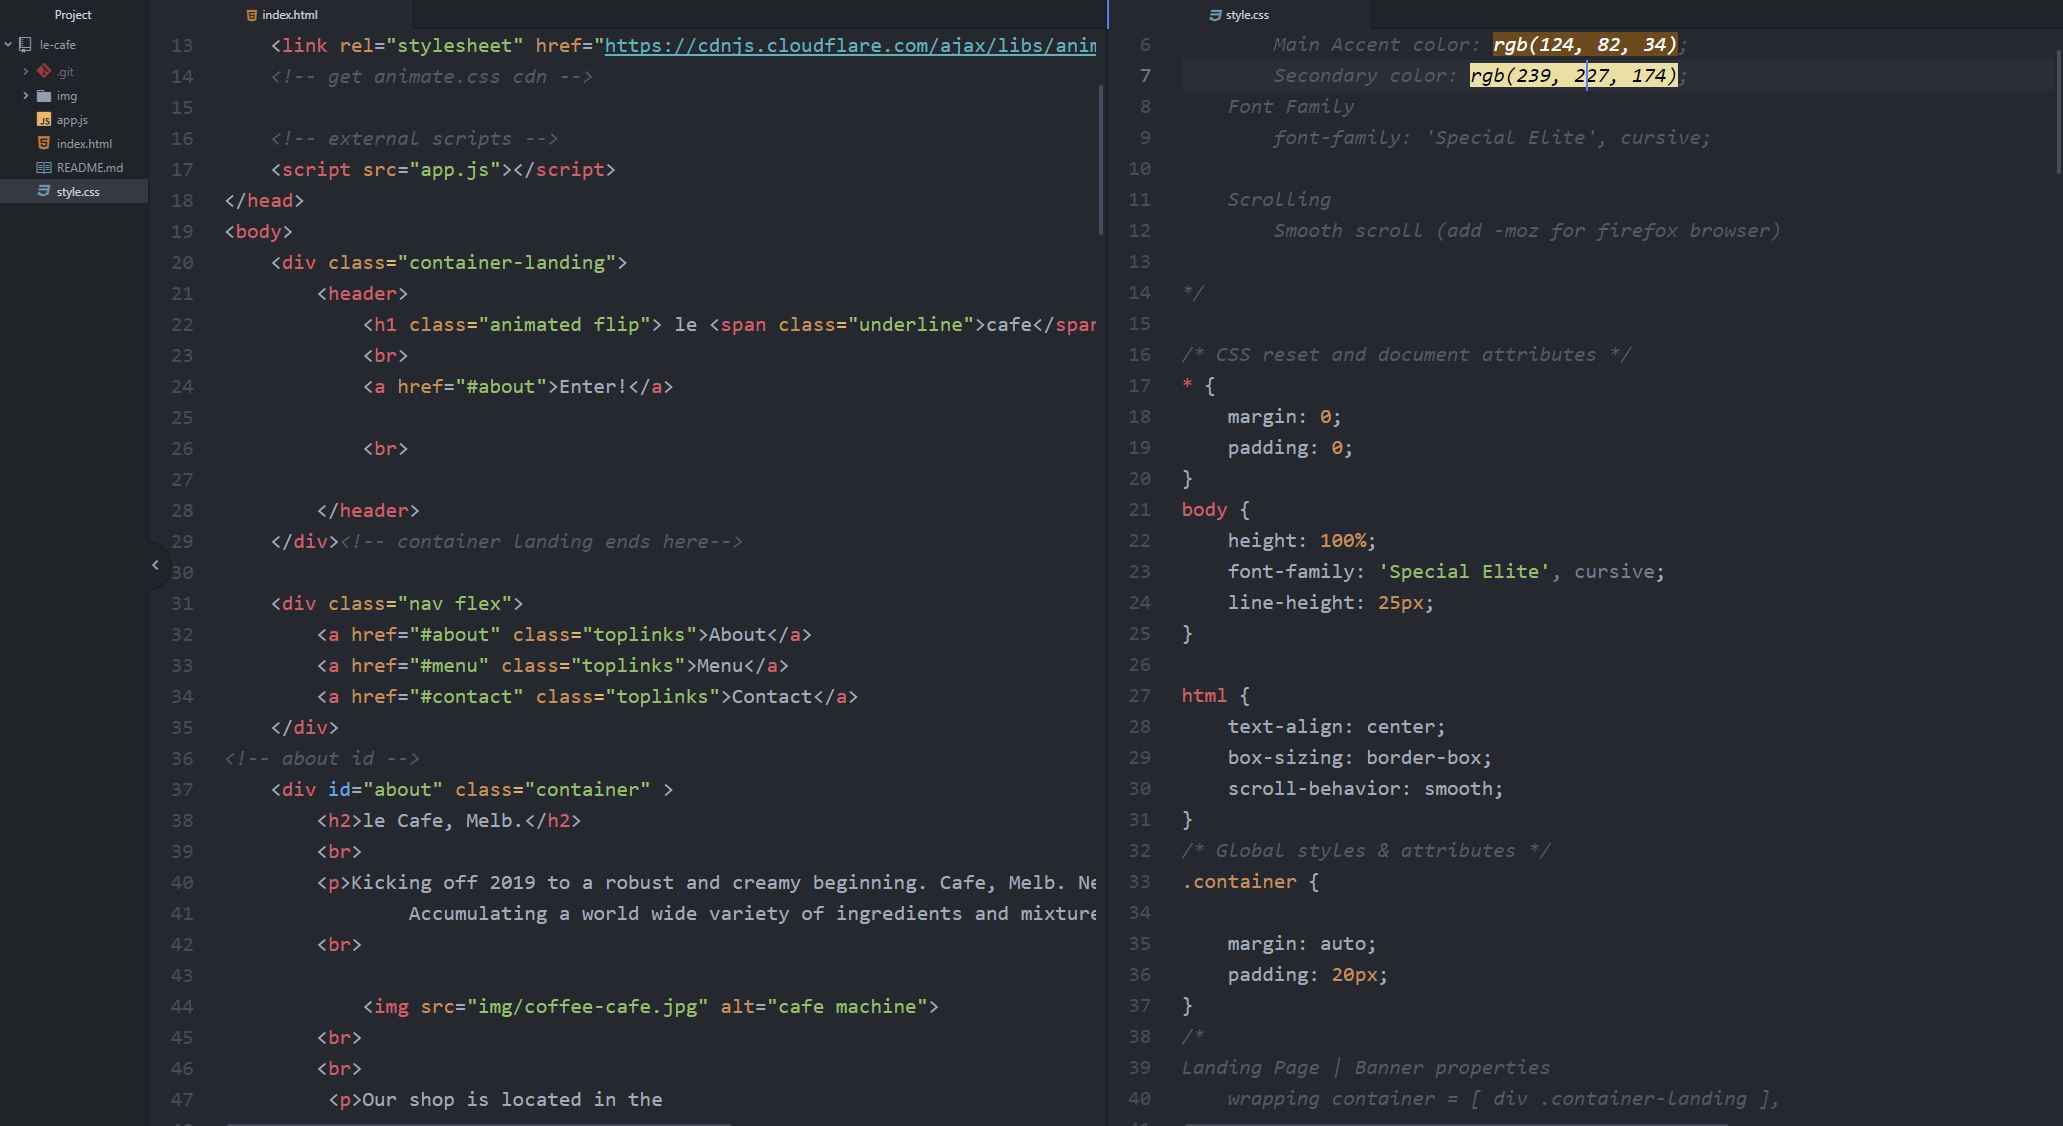 Project
le-cafe
.git
img
app.js
index.html
README.md
style.css
index.html
13 <link rel="stylesheet" href="https://cdnjs.cloudflare.com/ajax/libs/anim
14 <!-- get animate.css cdn -->
15
16 <!-- external scripts -->
17 <script src="app.js"></script>
18 </head>
19 <body>
20 <div class="container-landing">
21 <header>
22 <h1 class="animated flip"> le <span class="underline">cafe</span
23 <br>
24 <a href="#about">Enter!</a>
25
26 <br>
27
28 </header>
29 </div><!-- container landing ends here-->
30
31 <div class="nav flex">
32 <a href="#about" class="toplinks">About</a>
33 <a href="#menu" class="toplinks">Menu</a>
34 <a href="#contact" class="toplinks">Contact</a>
35 </div>
36 <!-- about id -->
37 <div id="about" class="container" >
38 <h2>le Cafe, Melb.</h2>
39 <br>
40 <p>Kicking off 2019 to a robust and creamy beginning. Cafe, Melb. Ne
41 Accumulating a world wide variety of ingredients and mixture
42 <br>
43
44 <img src="img/coffee-cafe.jpg" alt="cafe machine">
45 <br>
46 <br>
47 <p>Our shop is located in the
style.css
6 Main Accent color: rgb(124, 82, 34);
7 Secondary color: rgb(239, 227, 174);
8 Font Family
9 font-family: 'Special Elite', cursive;
10
11 Scrolling
12 Smooth scroll (add -moz for firefox browser)
13
14 */
15
16 /* CSS reset and document attributes */
17 * {
18 margin: 0;
19 padding: 0;
20 }
21 body {
22 height: 100%;
23 font-family: 'Special Elite', cursive;
24 line-height: 25px;
25 }
26
27 html {
28 text-align: center;
29 box-sizing: border-box;
30 scroll-behavior: smooth;
31 }
32 /* Global styles & attributes */
33 .container {
34
35 margin: auto;
36 padding: 20px;
37 }
38 /*
39 Landing Page | Banner properties
40 wrapping container = [ div .container-landing ],